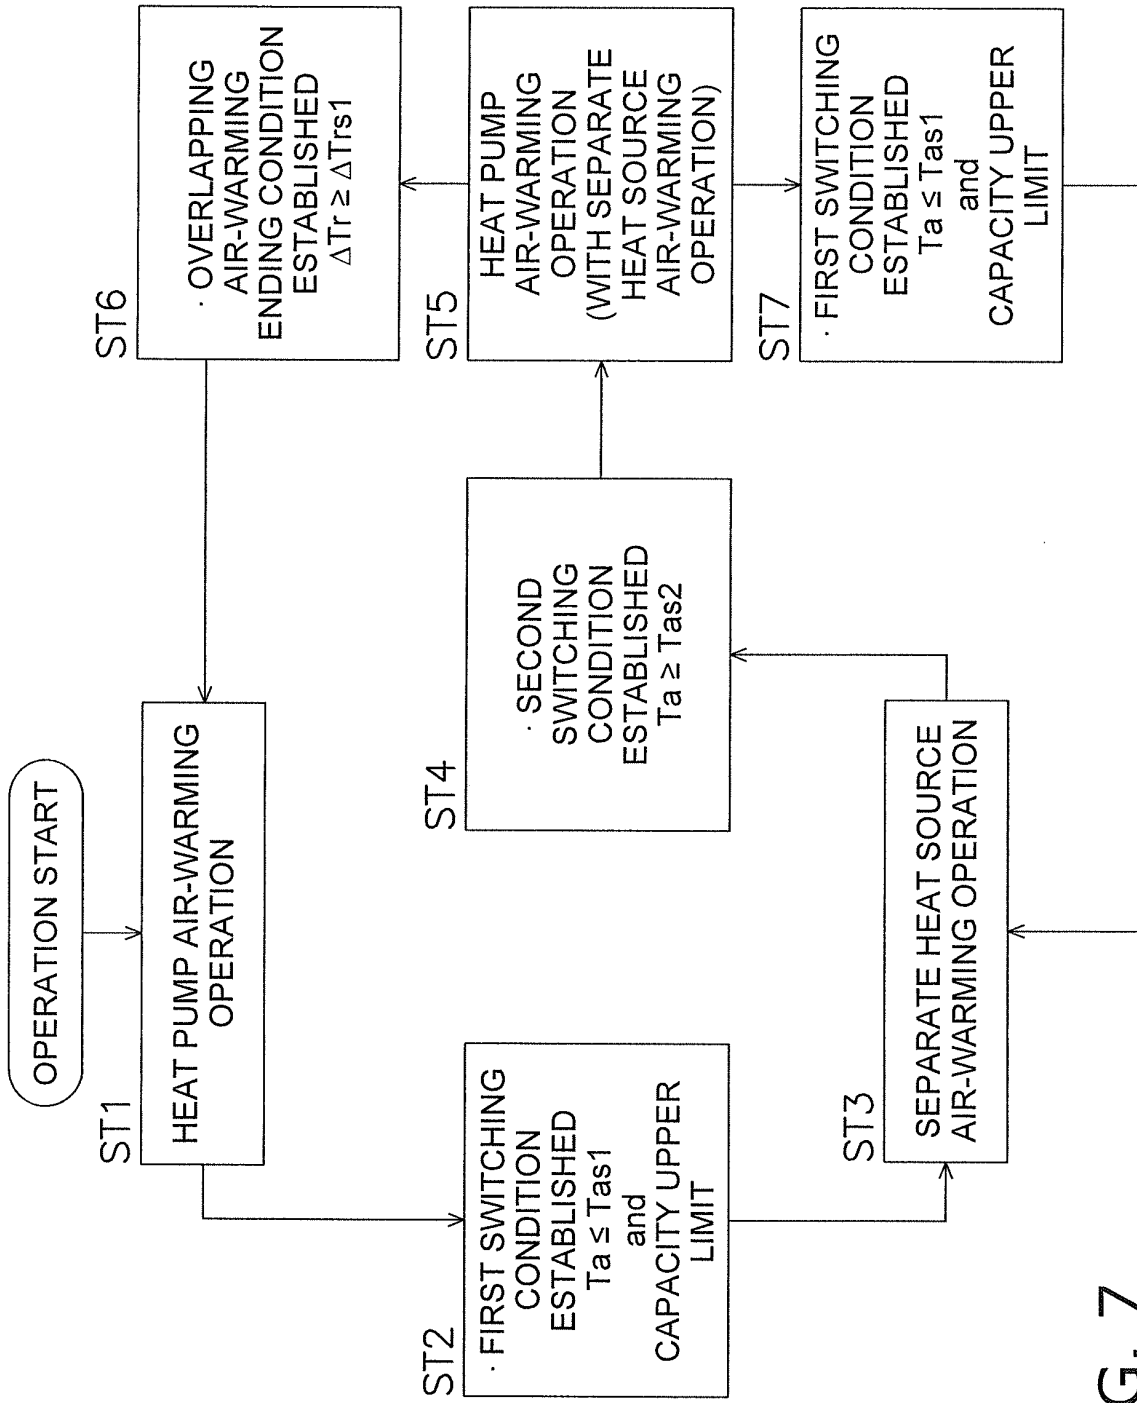 OPERATION START
ST1
HEAT PUMP AIR-WARMING
OPERATION
ST2
· FIRST SWITCHING
CONDITION
ESTABLISHED
Ta ≤ Tas1
and
CAPACITY UPPER
LIMIT
ST3
SEPARATE HEAT SOURCE
AIR-WARMING OPERATION
ST4
· SECOND
SWITCHING
CONDITION
ESTABLISHED
Ta ≥ Tas2
ST5
HEAT PUMP
AIR-WARMING
OPERATION
(WITH SEPARATE
HEAT SOURCE
AIR-WARMING
OPERATION)
ST6
· OVERLAPPING
AIR-WARMING
ENDING CONDITION
ESTABLISHED
ΔTr ≥ ΔTrs1
ST7
· FIRST SWITCHING
CONDITION
ESTABLISHED
Ta ≤ Tas1
and
CAPACITY UPPER
LIMIT
G. 7